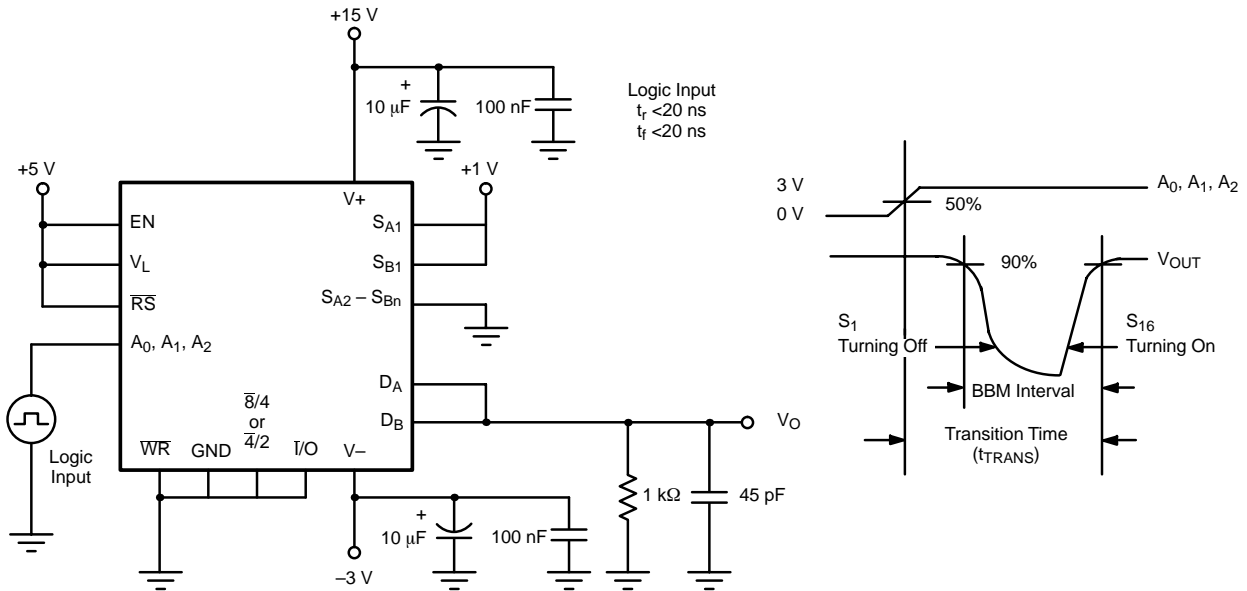 +15 V
+
10 μF
100 nF
Logic Input
tr <20 ns
tf <20 ns
+5 V
+1 V
V+
EN
VL
RS
A0, A1, A2
SA1
SB1
SA2 – SBn
DA
DB
8/4
or
4/2
WR
GND
I/O
V–
Logic
Input
VO
1 kΩ
45 pF
+
10 μF
100 nF
–3 V
3 V
0 V
50%
A0, A1, A2
90%
VOUT
S1
Turning Off
S16
Turning On
BBM Interval
Transition Time
(tTRANS)